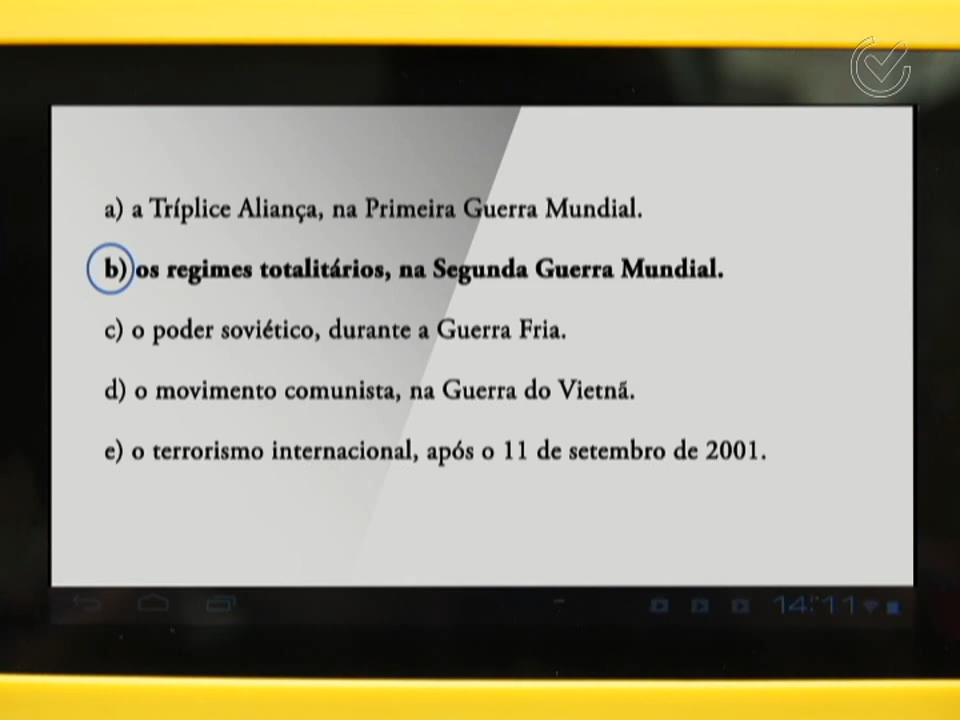 a) a Tríplice Aliança, na Primeira Guerra Mundial.
b) os regimes totalitários, na Segunda Guerra Mundial.
c) o poder soviético, durante a Guerra Fria.
d) o movimento comunista, na Guerra do Vietnã.
e) o terrorismo internacional, após o 11 de setembro de 2001.
14:11